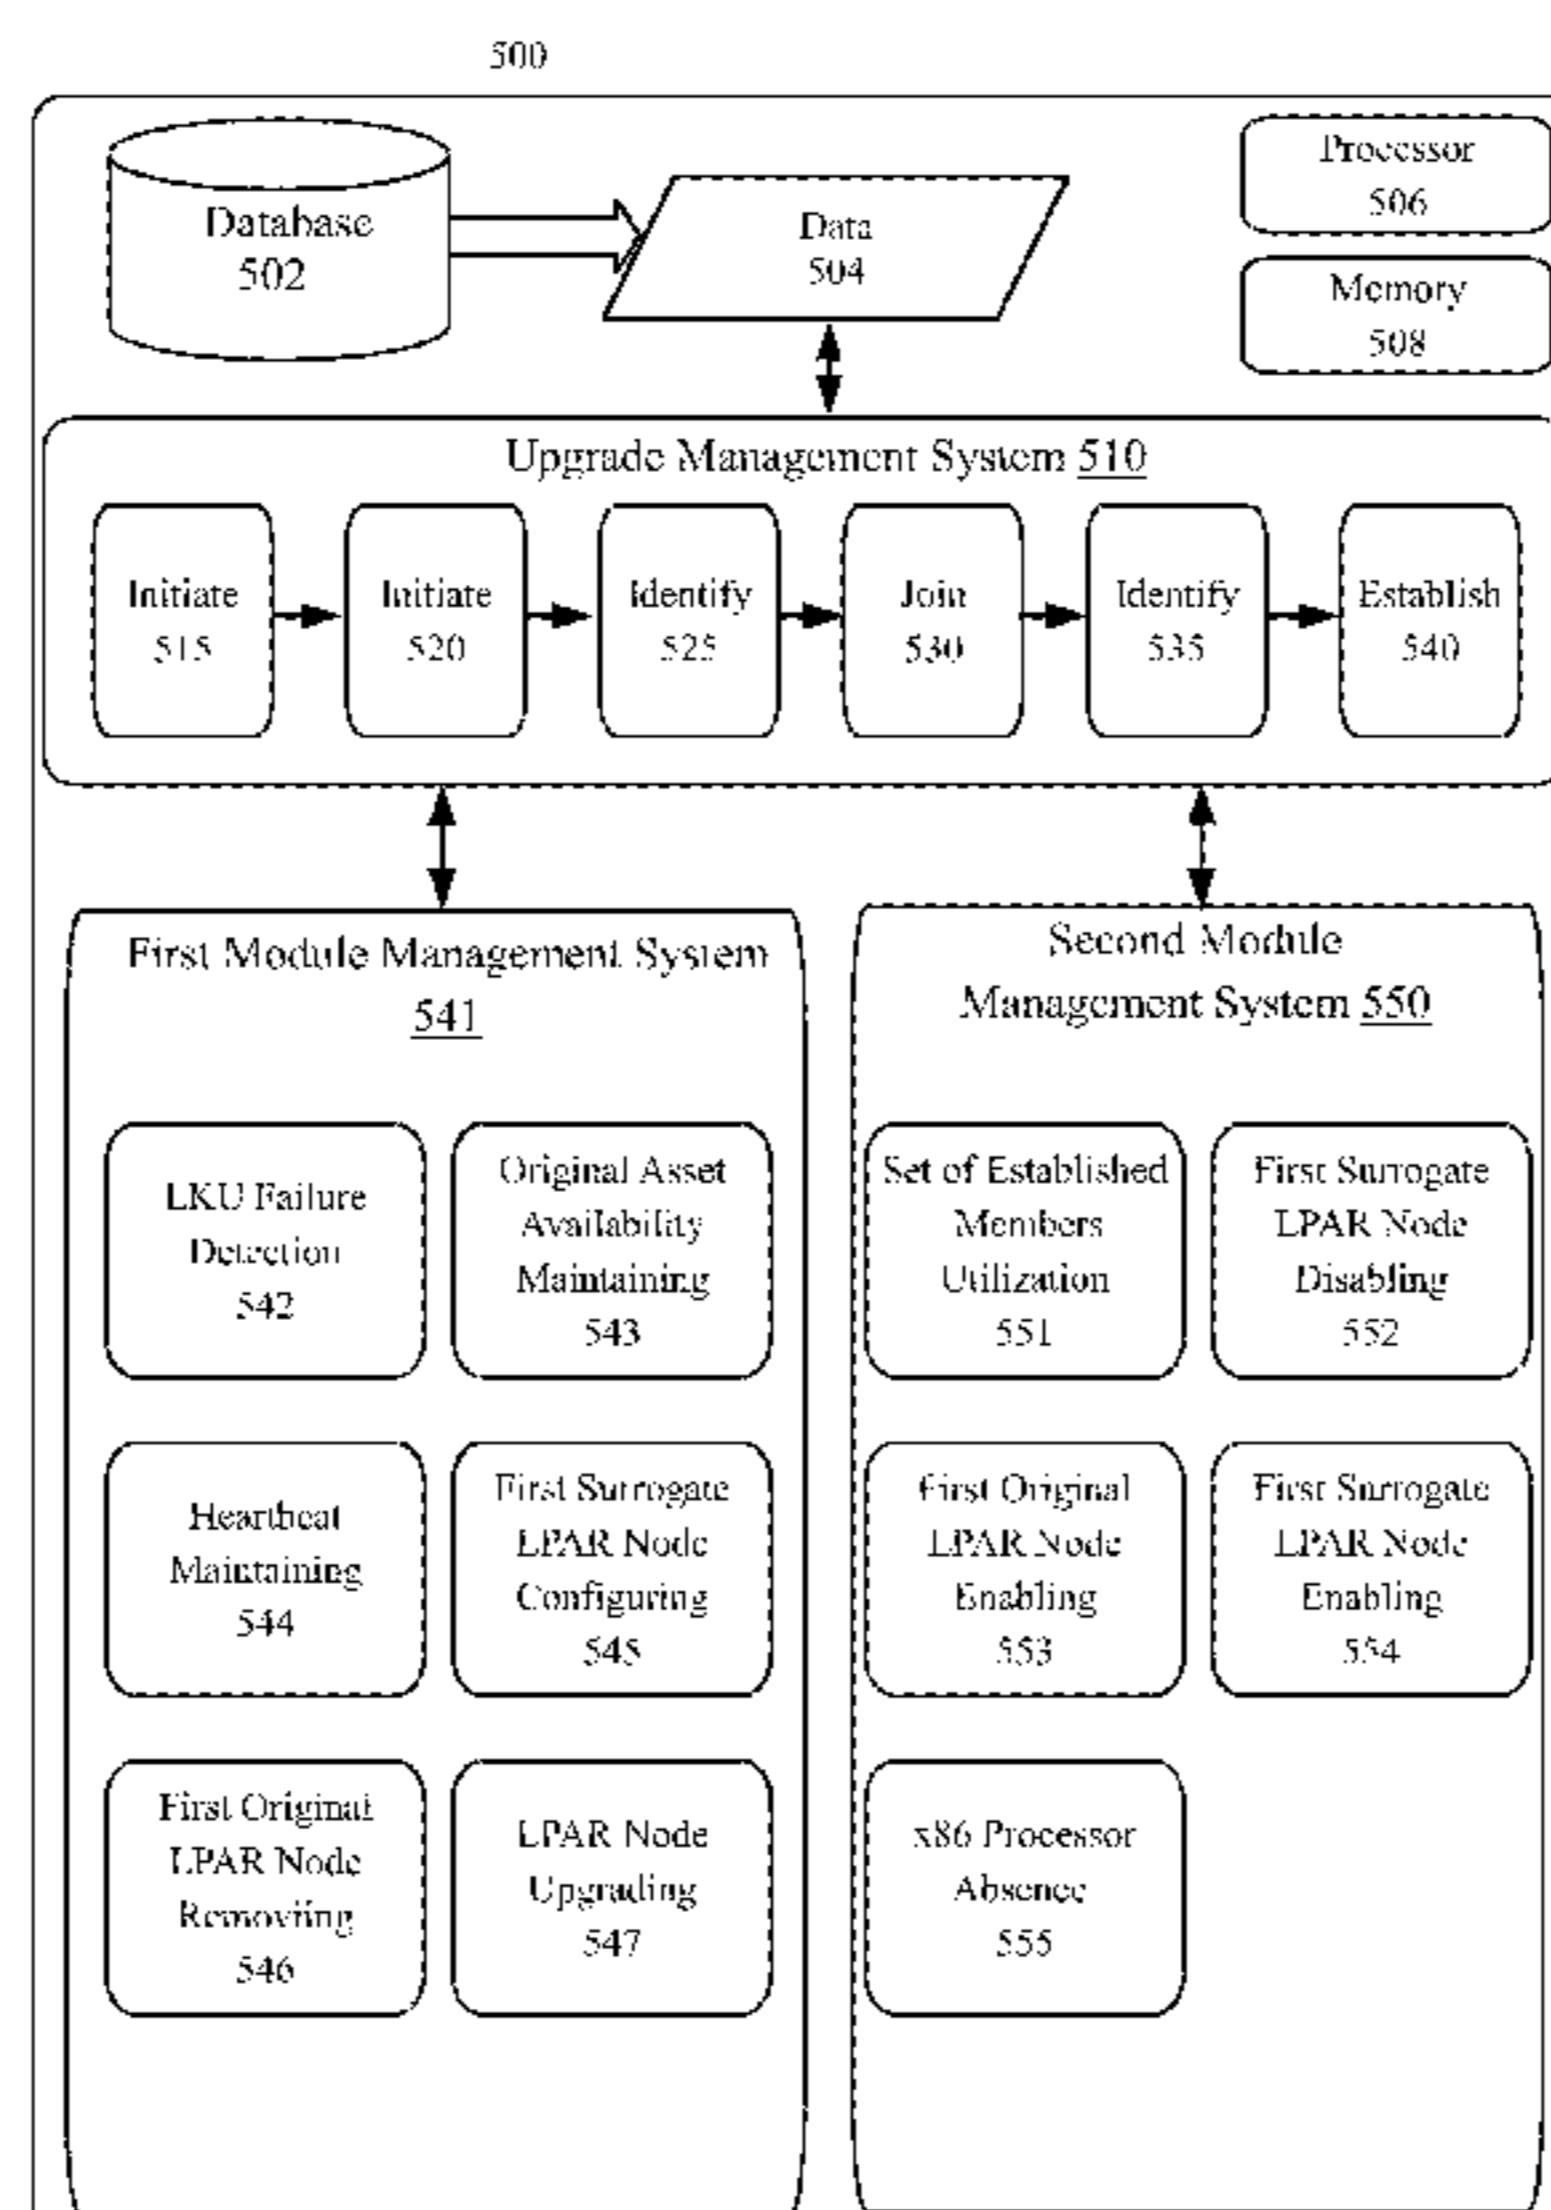 500
Database
502
Data
504
Processor
506
Memory
508
Upgrade Management System 510
Initiate
515
Initiate
520
Identify
525
Join
530
Identify
535
Establish
540
First Module Management System
541
LKU Failure
Detection
542
Original Asset
Availability
Maintaining
543
Heartbeat
Maintaining
544
First Surrogate
LPAR Node
Configuring
545
First Original
LPAR Node
Removiing
546
LPAR Node
Upgrading
547
Second Module
Management System 550
Set of Established
Members
Utilization
551
First Surrogate
LPAR Node
Disabling
552
First Original
LPAR Node
Enabling
553
First Surrogate
LPAR Node
Enabling
554
x86 Processor
Absence
555